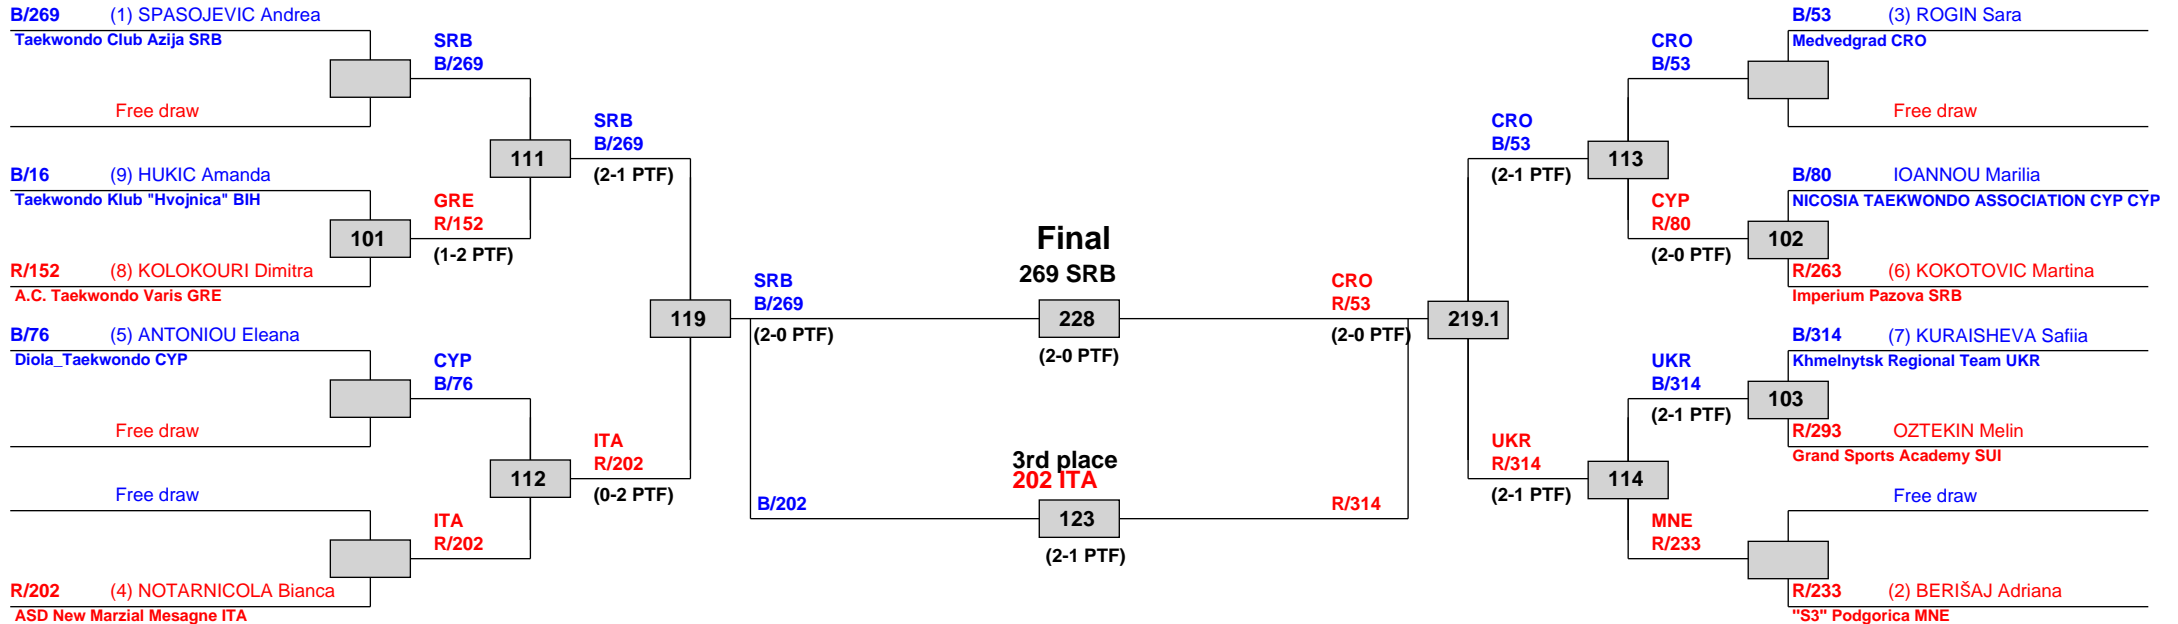 B/269 (1) SPASOJEVIC Andrea
Taekwondo Club Azija SRB
SRB
B/269
Free draw
SRB
B/269
111
(2-1 PTF)
B/16 (9) HUKIC Amanda
Taekwondo Klub "Hvojnica" BIH
GRE
R/152
101
(1-2 PTF)
R/152 (8) KOLOKOURI Dimitra
A.C. Taekwondo Varis GRE
SRB
B/269
119
(2-0 PTF)
B/76 (5) ANTONIOU Eleana
Diola_Taekwondo CYP
CYP
B/76
Free draw
ITA
R/202
112
(0-2 PTF)
Free draw
ITA
R/202
R/202 (4) NOTARNICOLA Bianca
ASD New Marzial Mesagne ITA
Final
269 SRB
228
(2-0 PTF)
3rd place
202 ITA
B/202
R/314
123
(2-1 PTF)
B/53 (3) ROGIN Sara
Medvedgrad CRO
CRO
B/53
Free draw
CRO
B/53
113
(2-1 PTF)
B/80 IOANNOU Marilia
NICOSIA TAEKWONDO ASSOCIATION CYP CYP
CYP
R/80
102
(2-0 PTF)
R/263 (6) KOKOTOVIC Martina
Imperium Pazova SRB
CRO
R/53
219.1
(2-0 PTF)
B/314 (7) KURAISHEVA Safiia
Khmelnytsk Regional Team UKR
UKR
B/314
103
(2-1 PTF)
R/293 OZTEKIN Melin
Grand Sports Academy SUI
UKR
R/314
114
(2-1 PTF)
Free draw
MNE
R/233
R/233 (2) BERIŠAJ Adriana
"S3" Podgorica MNE